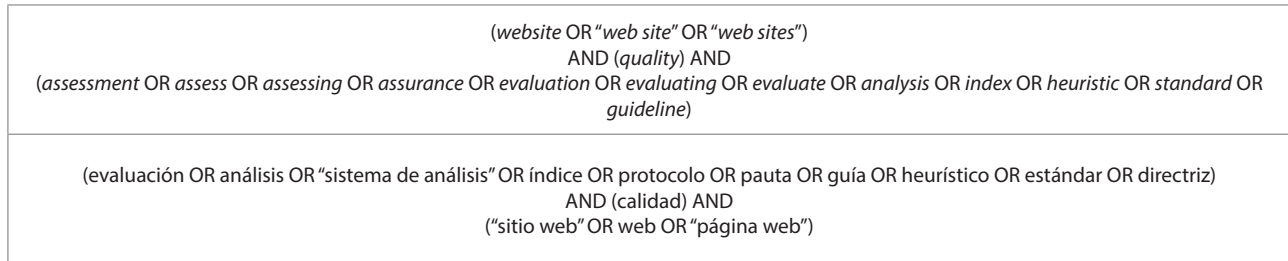 (website OR “web site” OR “web sites”)
AND (quality) AND
(assessment OR assess OR assessing OR assurance OR evaluation OR evaluating OR evaluate OR analysis OR index OR heuristic OR standard OR
guideline)
(evaluación OR análisis OR “sistema de análisis” OR índice OR protocolo OR pauta OR guía OR heurístico OR estándar OR directriz)
AND (calidad) AND
(“sitio web” OR web OR “página web”)